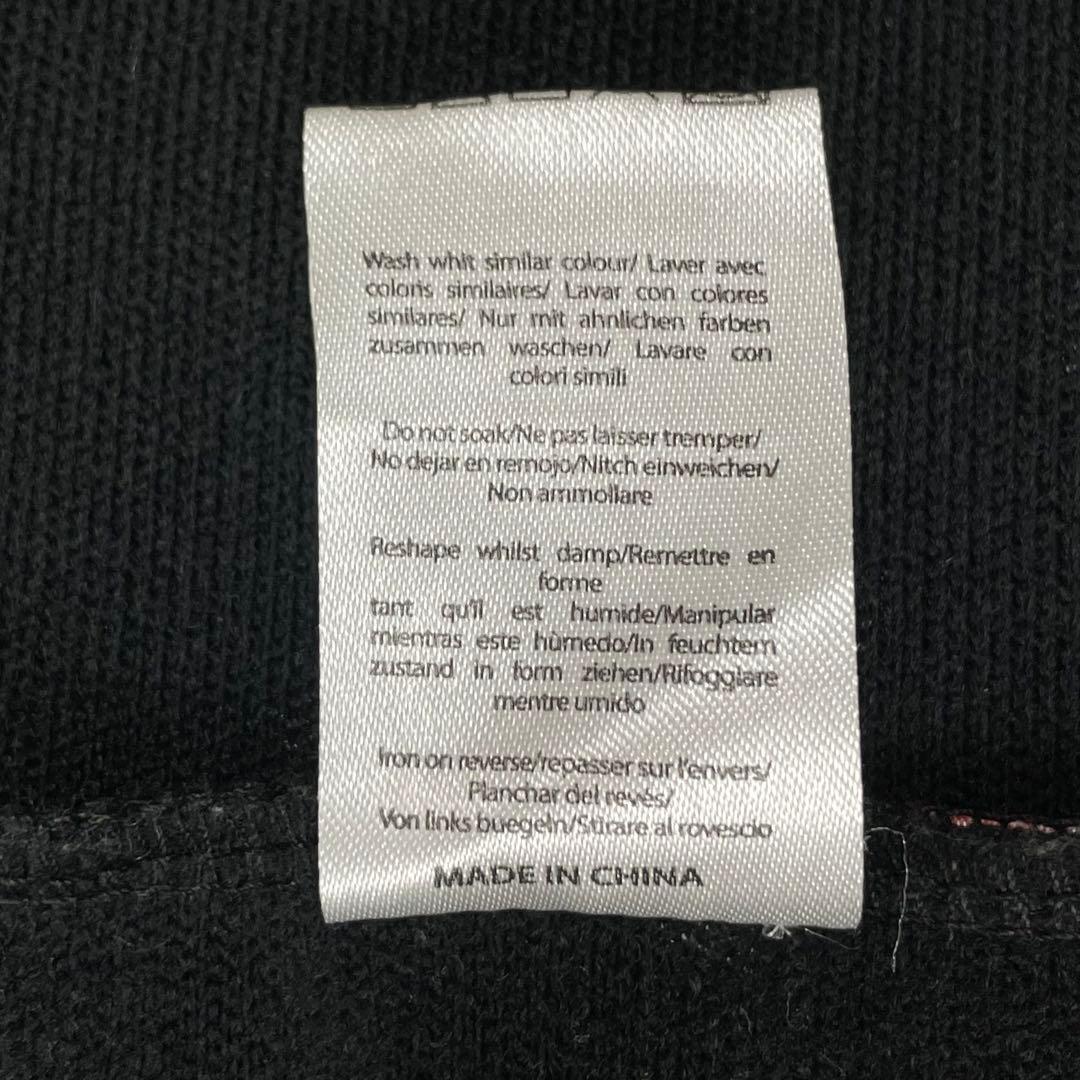 Wash whit similar colour/ Laver avec
colons similaires/ Lavar con colores
similares/ Nur mit ahnlichen farben
zusammen waschen/ Lavare con
colori simili
Do not soak/Ne pas laisser tremper/
No dejar en remojo/Nitch einweichen/
Non ammollare
Reshape whilst damp/Remettre en
forme
tant qu'il est humide/Manipular
mientras este hùmedo/In feuchtem
zustand in form ziehen/Rifoggiare
mentre umido
Iron on reverse/repasser sur l'envers/
Planchar del revés/
Von links buegeln/Stirare al rovescio
MADE IN CHINA